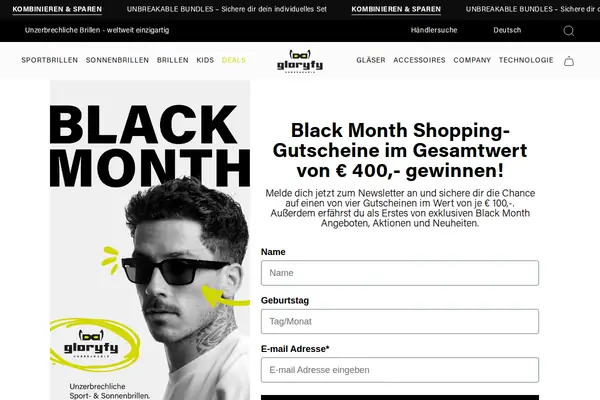 KOMBINIEREN & SPAREN UNBREAKABLE BUNDLES – Sichere dir dein individuelles Set KOMBINIEREN & SPAREN UNBREAKABLE BUNDLES – Sichere dir dein
Unzerbrechliche Brillen - weltweit einzigartig Händlersuche Deutsch
SPORTBRILLEN SONNENBRILLEN BRILLEN KIDS DEALS gloryfy UNBREAKABLE GLÄSER ACCESSOIRES COMPANY TECHNOLOGIE
BLACK
MONTH
gloryfy
UNBREAKABLE
Unzerbrechliche
Sport- & Sonnenbrillen.
Black Month Shopping-
Gutscheine im Gesamtwert
von € 400,- gewinnen!
Melde dich jetzt zum Newsletter an und sichere dir die Chance
auf einen von vier Gutscheinen im Wert von je € 100,-.
Außerdem erfährst du als Erstes von exklusiven Black Month
Angeboten, Aktionen und Neuheiten.
Name
Name
Geburtstag
Tag/Monat
E-mail Adresse*
E-mail Adresse eingeben